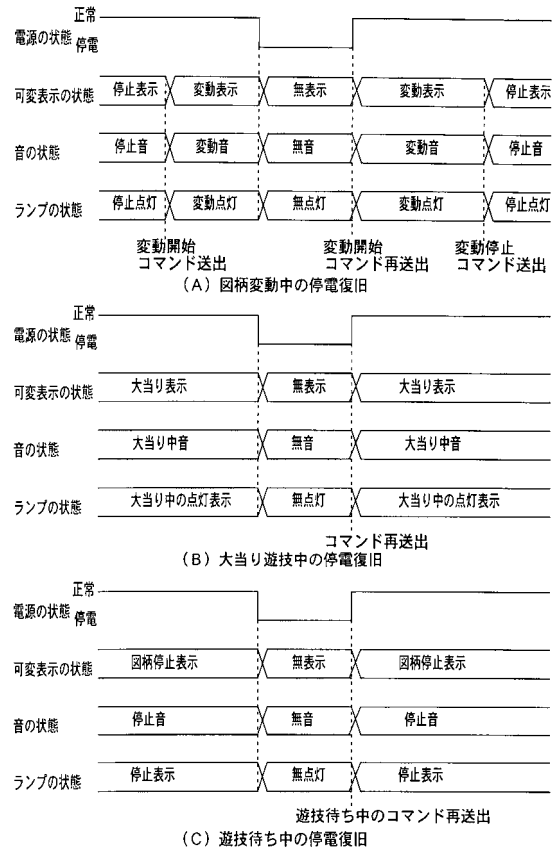 正常
電源の状態 停電
可変表示の状態 停止表示 変動表示 無表示 変動表示 停止表示
音の状態 停止音 変動音 無音 変動音 停止音
ランプの状態 停止点灯 変動点灯 無点灯 変動点灯 停止点灯
変動開始 変動開始 変動停止
コマンド送出 コマンド再送出 コマンド送出
(A)図柄変動中の停電復旧
正常
電源の状態 停電
可変表示の状態 大当り表示 無表示 大当り表示
音の状態 大当り中音 無音 大当り中音
ランプの状態 大当り中の点灯表示 無点灯 大当り中の点灯表示
コマンド再送出
(B)大当り遊技中の停電復旧
正常
電源の状態 停電
可変表示の状態 図柄停止表示 無表示 図柄停止表示
音の状態 停止音 無音 停止音
ランプの状態 停止表示 無点灯 停止表示
遊技待ち中のコマンド再送出
(C)遊技待ち中の停電復旧